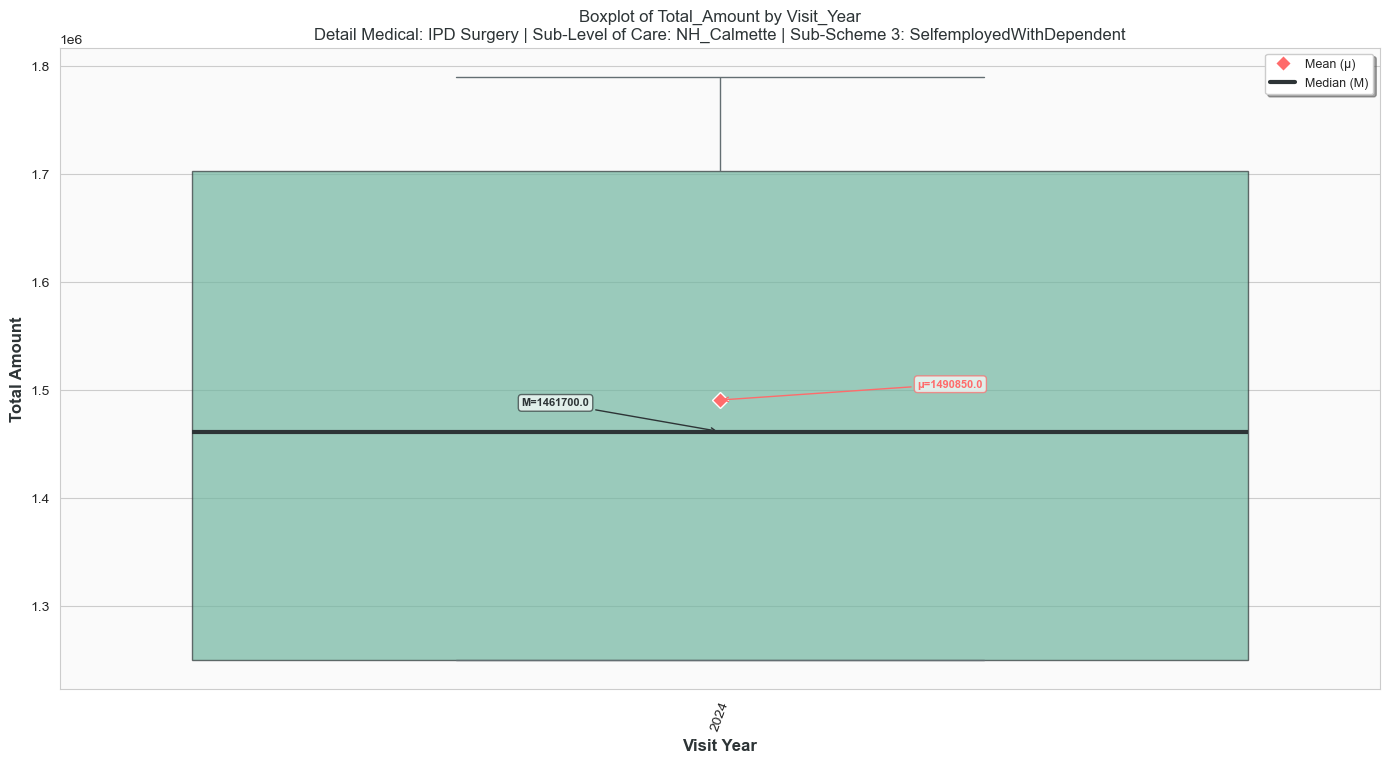 Boxplot of Total_Amount by Visit_Year
Detail Medical: IPD Surgery | Sub-Level of Care: NH_Calmette | Sub-Scheme 3: SelfemployedWithDependent
1e6
1.8
1.7
1.6
1.5
1.4
1.3
Total Amount
Mean (μ)
Median (M)
μ=1490850.0
M=1461700.0
2024
Visit Year